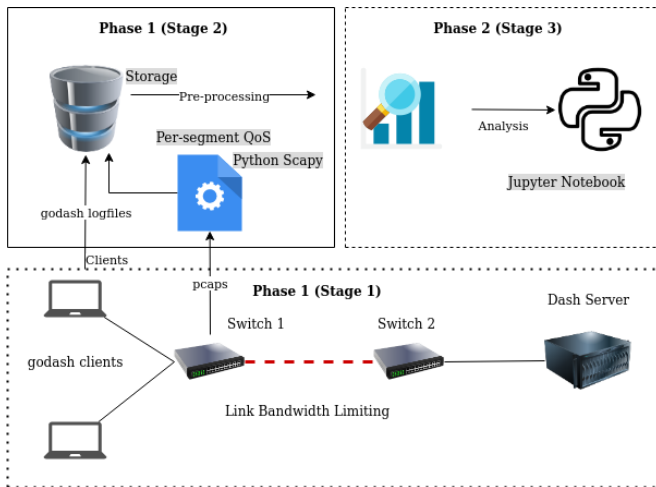 Phase 1 (Stage 2)
Storage
Pre-processing
Per-segment QoS
Python Scapy
godash logfiles
Clients
pcaps
Phase 2 (Stage 3)
Analysis
Jupyter Notebook
Phase 1 (Stage 1)
Dash Server
Switch 1
Switch 2
godash clients
Link Bandwidth Limiting